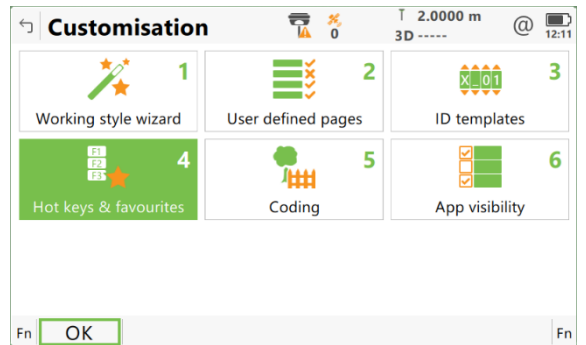 Customisation
0
2.0000 m
3D -----
@
12:11
1
Working style wizard
2
User defined pages
X_01
3
ID templates
F1
F2
F3
4
Hot keys & favourites
5
Coding
6
App visibility
Fn
OK
Fn